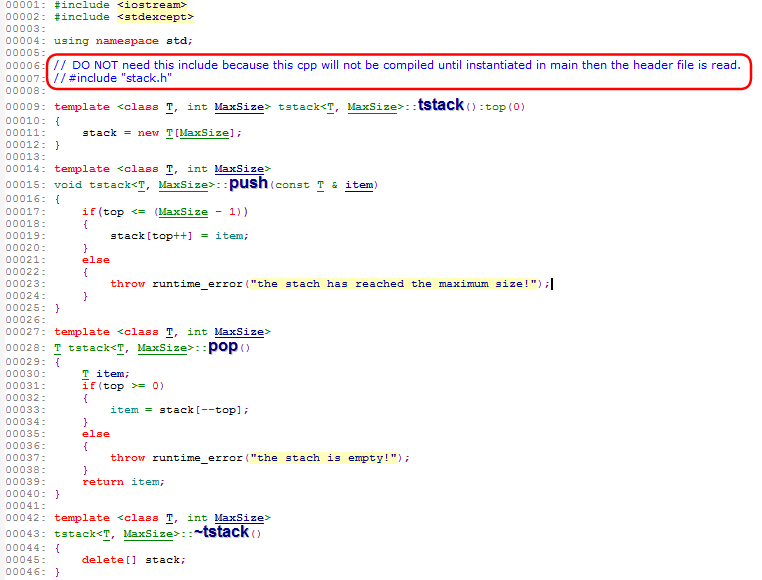 00001: #include <iostream>
00002: #include <stdexcept>
00003:
00004: using namespace std;
00005:
00006: // DO NOT need this include because this cpp will not be compiled until instantiated in main then the header file is read.
00007: // #include "stack.h"
00008:
00009: template <class T, int MaxSize> tstack<T, MaxSize>::tstack():top(0)
00010: {
00011:     stack = new T[MaxSize];
00012: }
00013:
00014: template <class T, int MaxSize>
00015: void tstack<T, MaxSize>::push(const T & item)
00016: {
00017:     if(top <= (MaxSize - 1))
00018:     {
00019:         stack[top++] = item;
00020:     }
00021:     else
00022:     {
00023:         throw runtime_error("the stach has reached the maximum size!");
00024:     }
00025: }
00026:
00027: template <class T, int MaxSize>
00028: T tstack<T, MaxSize>::pop()
00029: {
00030:     T item;
00031:     if(top >= 0)
00032:     {
00033:         item = stack[--top];
00034:     }
00035:     else
00036:     {
00037:         throw runtime_error("the stach is empty!");
00038:     }
00039:     return item;
00040: }
00041:
00042: template <class T, int MaxSize>
00043: tstack<T, MaxSize>::~tstack()
00044: {
00045:     delete[] stack;
00046: }